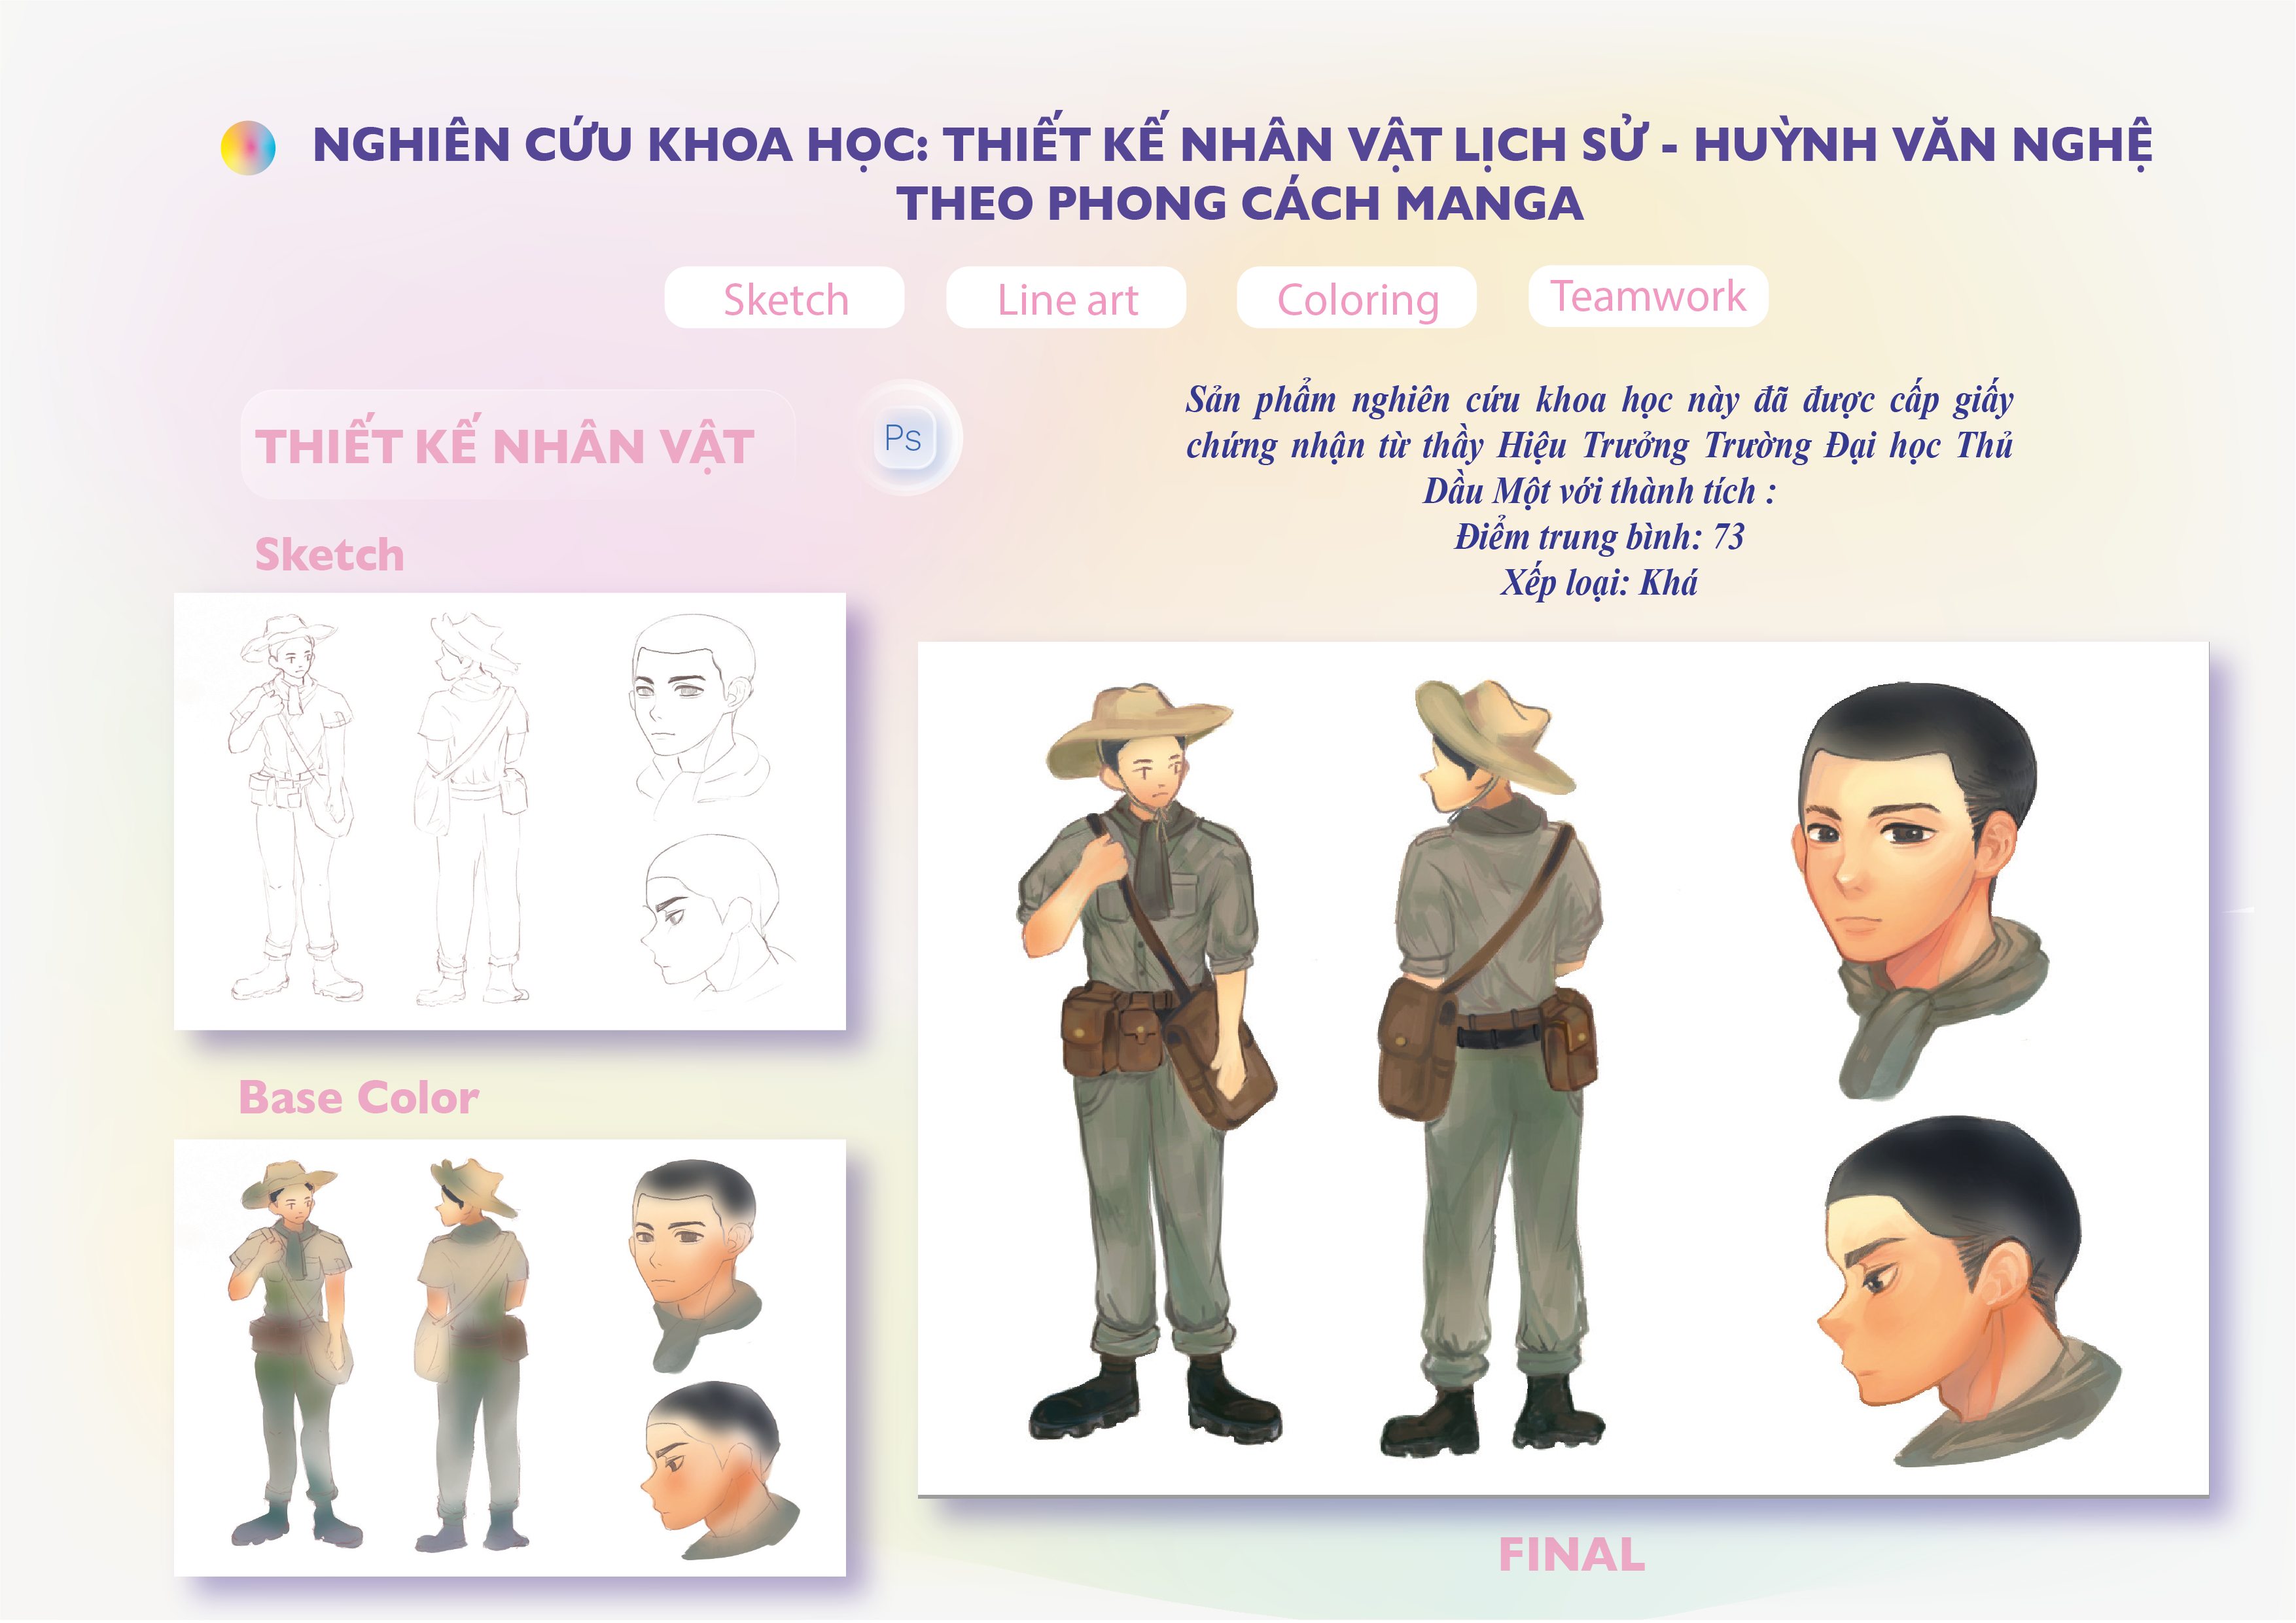 NGHIÊN CỨU KHOA HỌC: THIẾT KẾ NHÂN VẬT LỊCH SỬ - HUỲNH VĂN NGHỆ
THEO PHONG CÁCH MANGA
Sketch
Line art
Coloring
Teamwork
THIẾT KẾ NHÂN VẬT
Ps
Sản phẩm nghiên cứu khoa học này đã được cấp giấy
chứng nhận từ thầy Hiệu Trưởng Trường Đại học Thủ
Dầu Một với thành tích :
Điểm trung bình: 73
Xếp loại: Khá
Sketch
Base Color
FINAL